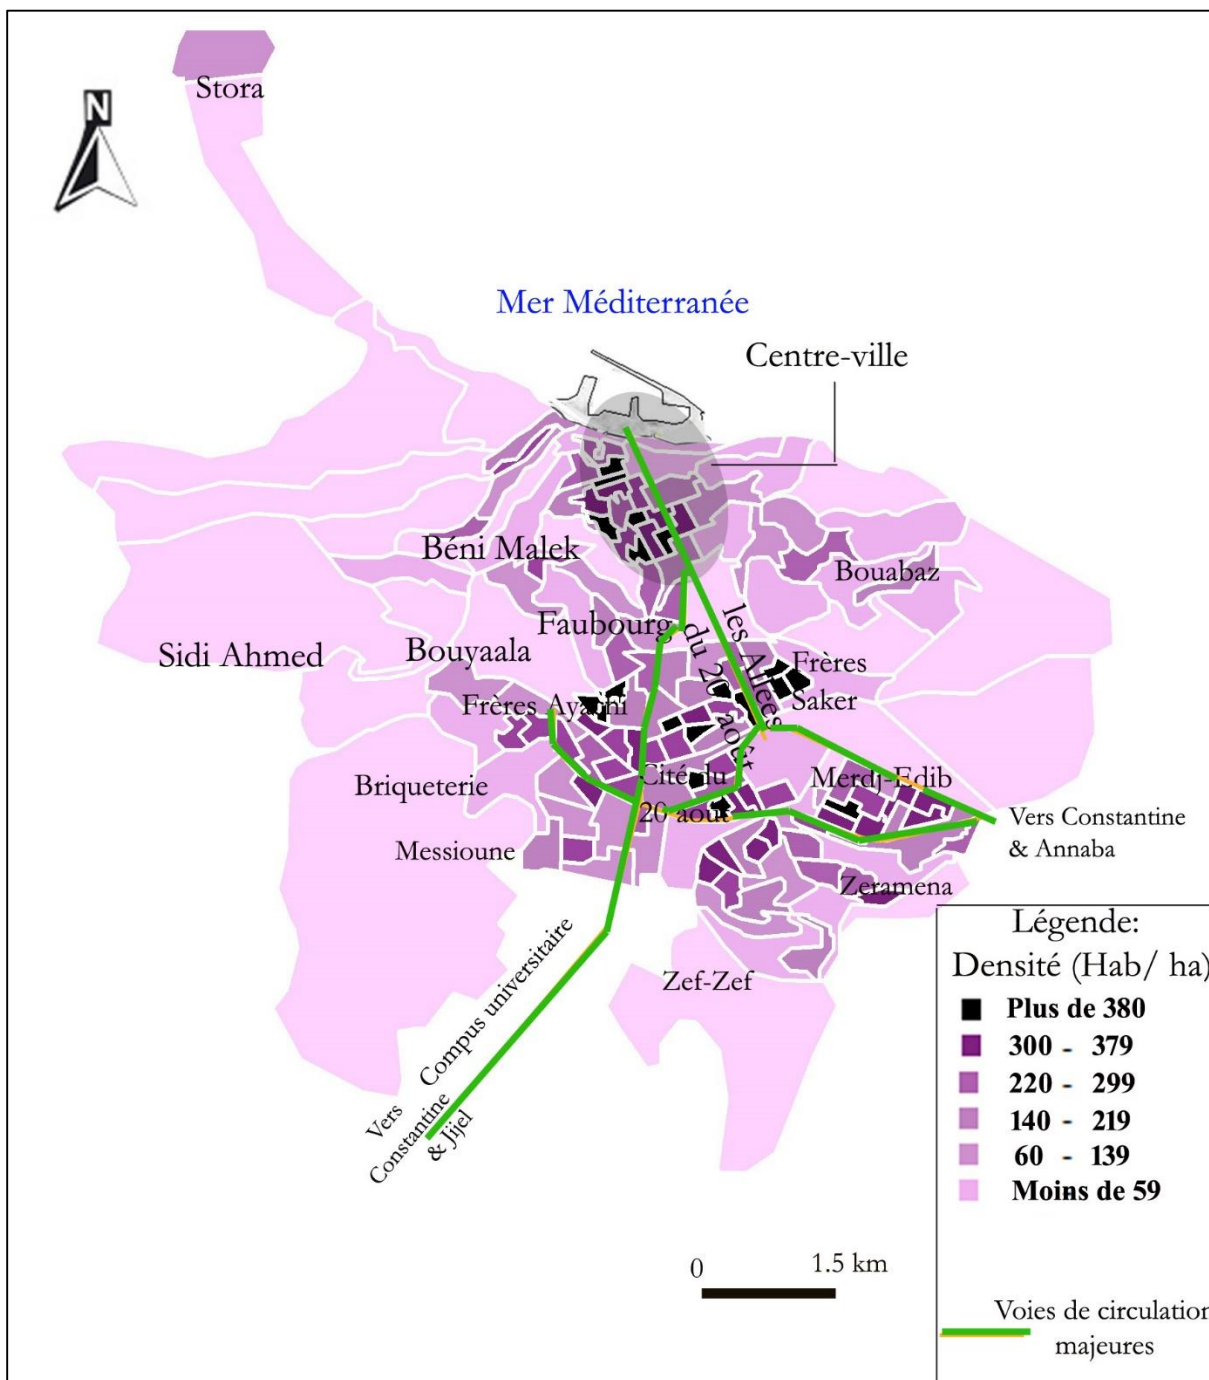 Stora
N
Mer Méditerranée
Centre-ville
Béni Malek
Bouabaz
Faubourg
du 20 août
les Allées
Sidi Ahmed
Bouyaala
Frères
Saker
Frères Ayachi
Briqueterie
Cité du
20 aout
Merdj-Edib
Vers Constantine
& Annaba
Messioune
Zeramena
Zef-Zef
Compus universitaire
Vers
Constantine
& Jijel
Légende:
Densité (Hab/ ha)
Plus de 380
300 - 379
220 - 299
140 - 219
60 - 139
Moins de 59
0 1.5 km
Voies de circulation
majeures